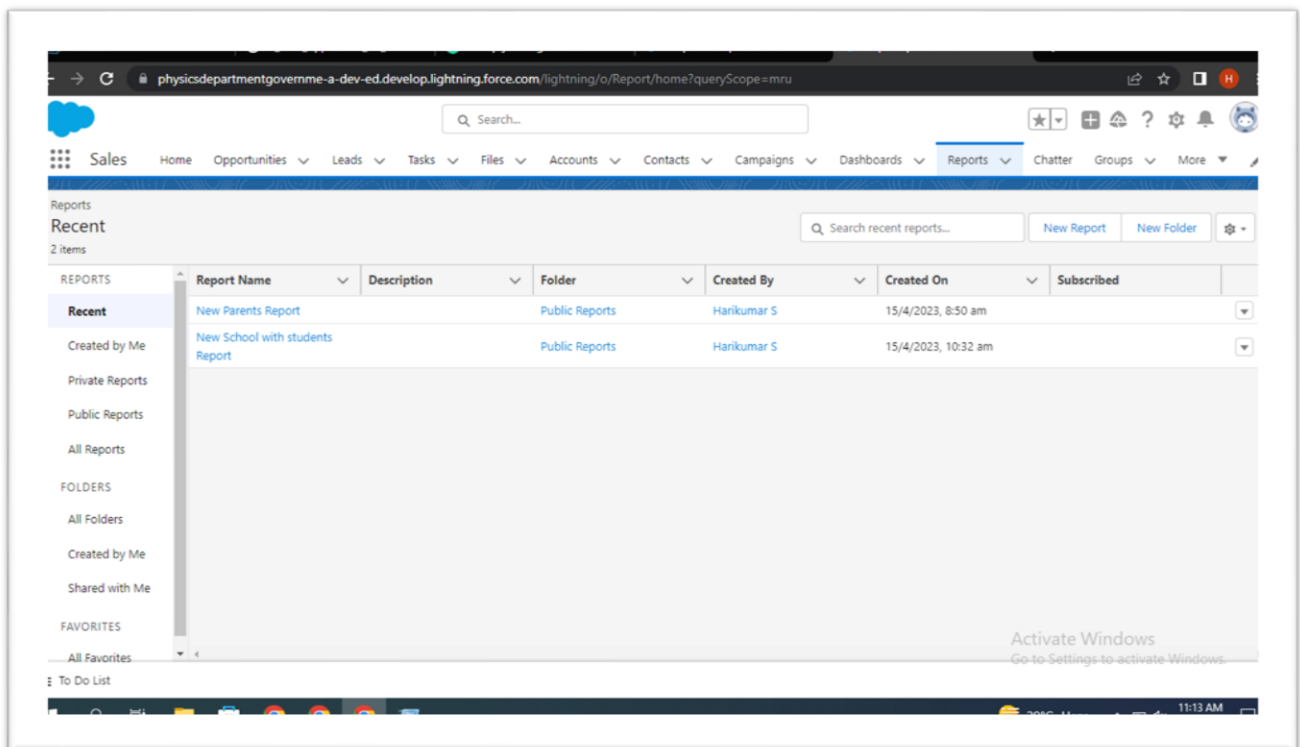 physicsdepartmentgovernme-a-dev-ed.develop.lightning.force.com/lightning/o/Report/home?queryScope=mru
H
Search...
Sales Home Opportunities Leads Tasks Files Accounts Contacts Campaigns Dashboards Reports Chatter Groups More
Reports
Recent
2 items
Search recent reports...
New Report New Folder
REPORTS
Recent
Created by Me
Private Reports
Public Reports
All Reports
FOLDERS
All Folders
Created by Me
Shared with Me
FAVORITES
All Favorites
Report Name Description Folder Created By Created On Subscribed
New Parents Report Public Reports Harikumar S 15/4/2023, 8:50 am
New School with students
Report
Public Reports Harikumar S 15/4/2023, 10:32 am
Activate Windows
Go to Settings to activate Windows.
To Do List
11:13 AM